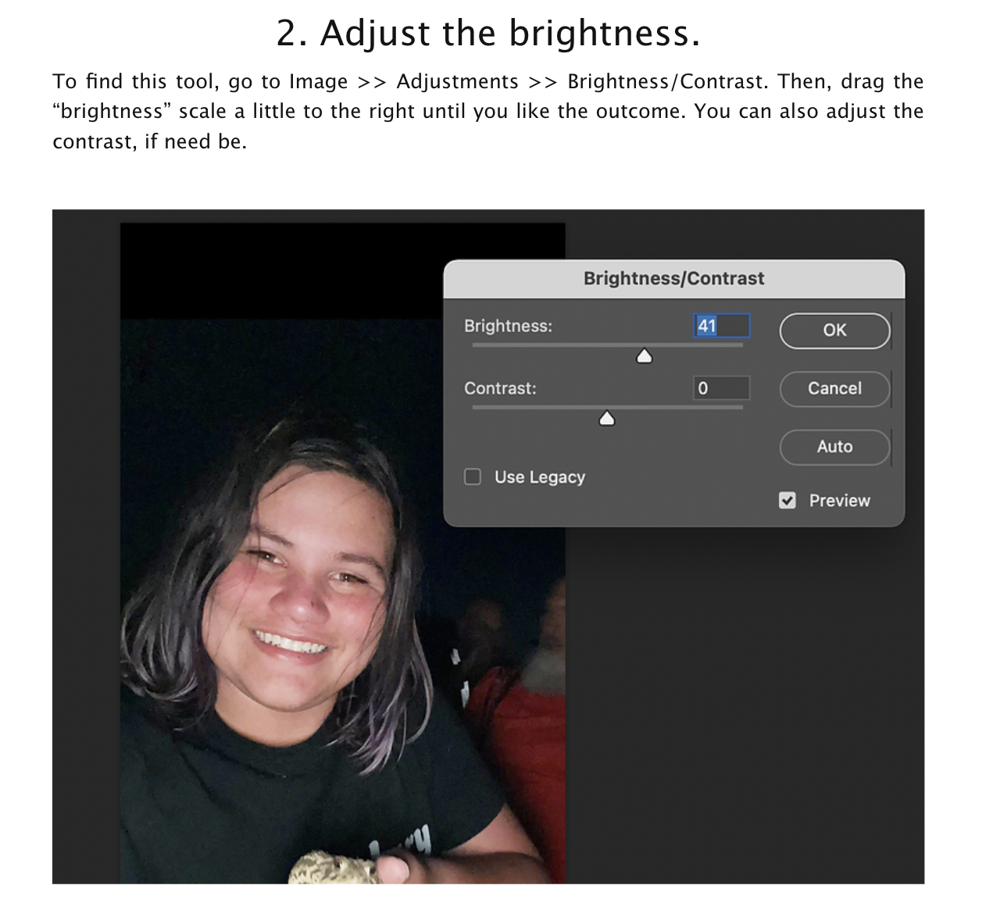 2. Adjust the brightness.
To find this tool, go to Image >> Adjustments >> Brightness/Contrast. Then, drag the
“brightness” scale a little to the right until you like the outcome. You can also adjust the
contrast, if need be.
Brightness/Contrast
Brightness: 41 OK
Contrast: 0 Cancel
Auto
Use Legacy
Preview